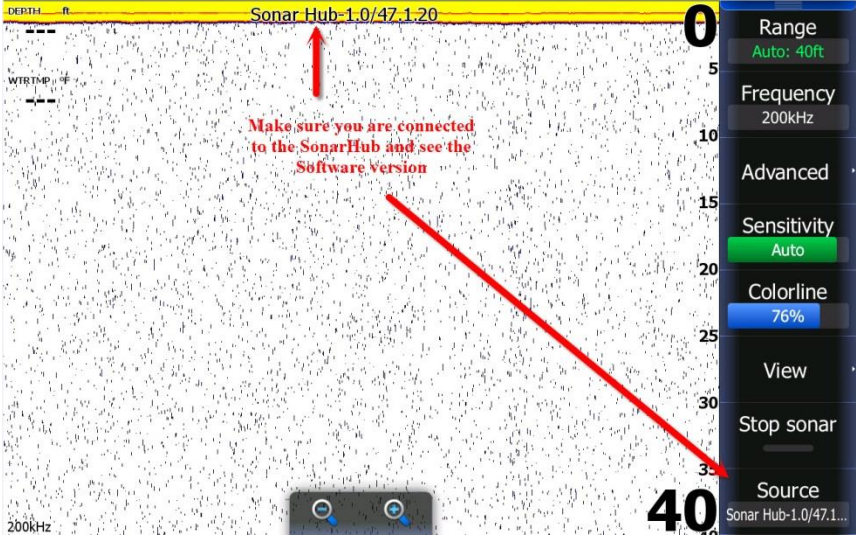 DEPTH ft
---
WTRTMP °F
---
Sonar Hub-1.0/47.1.20
Make sure you are connected
to the SonarHub and see the
Software version
0
5
10
15
20
25
30
35
40
200kHz
Range
Auto: 40ft
Frequency
200kHz
Advanced
Sensitivity
Auto
Colorline
76%
View
Stop sonar
Source
Sonar Hub-1.0/47.1...